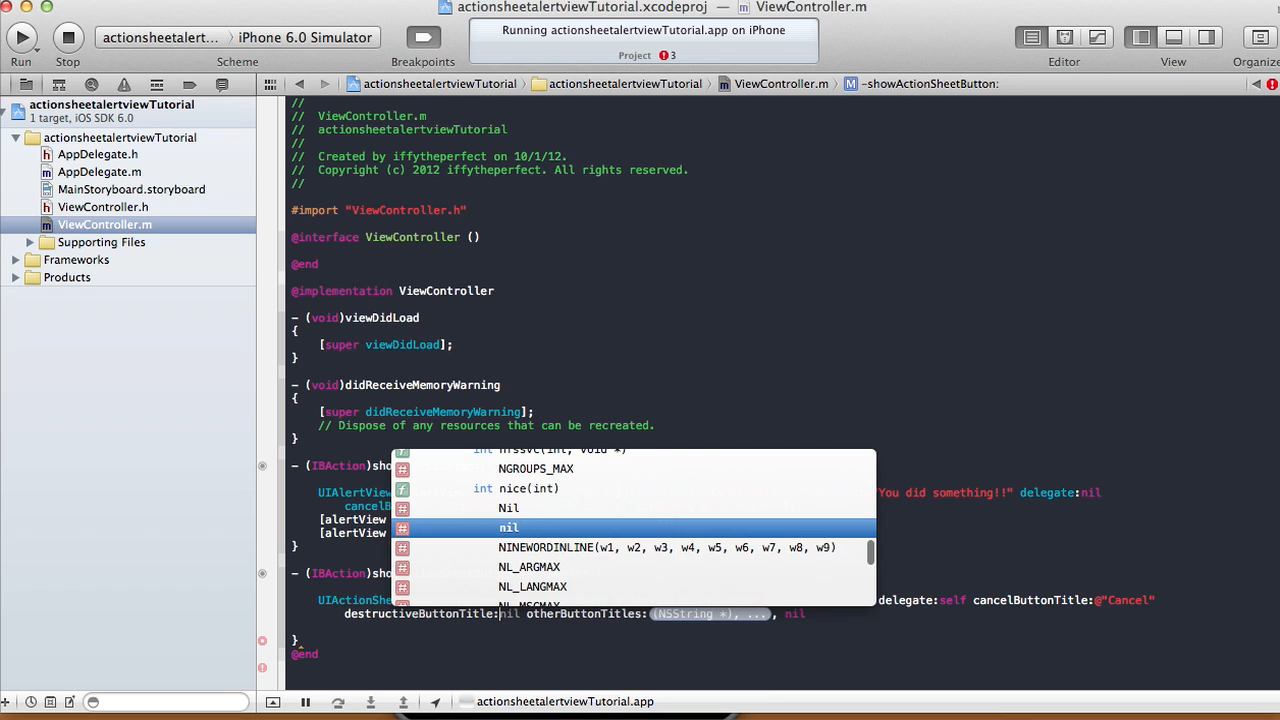 actionsheetalertviewTutorial.xcodeproj — ViewController.m
actionsheetalert... iPhone 6.0 Simulator
Running actionsheetalertviewTutorial.app on iPhone
Project 3
Run Stop Scheme Breakpoints Editor View Organize
actionsheetalertviewTutorial actionsheetalertviewTutorial ViewController.m -showActionSheetButton:
actionsheetalertviewTutorial
1 target, iOS SDK 6.0
actionsheetalertviewTutorial
AppDelegate.h
AppDelegate.m
MainStoryboard.storyboard
ViewController.h
ViewController.m
Supporting Files
Frameworks
Products
//
// ViewController.m
// actionsheetalertviewTutorial
//
// Created by iffytheperfect on 10/1/12.
// Copyright (c) 2012 iffytheperfect. All rights reserved.
//
#import "ViewController.h"
@interface ViewController ()
@end
@implementation ViewController
- (void)viewDidLoad
{
[super viewDidLoad];
}
- (void)didReceiveMemoryWarning
{
[super didReceiveMemoryWarning];
// Dispose of any resources that can be recreated.
}
- (IBAction)sho
UIAlertView "You did something!!" delegate:nil
cancelB
[alertView
[alertView
}
- (IBAction)sho
UIActionShe delegate:self cancelButtonTitle:@"Cancel"
destructiveButtonTitle:nil otherButtonTitles:(NSString *), ..., nil
}
@end
int nfssvc(int, void *)
NGROUPS_MAX
int nice(int)
Nil
nil
NINEWORDINLINE(w1, w2, w3, w4, w5, w6, w7, w8, w9)
NL_ARGMAX
NL_LANGMAX
NL_MSGMAX
actionsheetalertviewTutorial.app